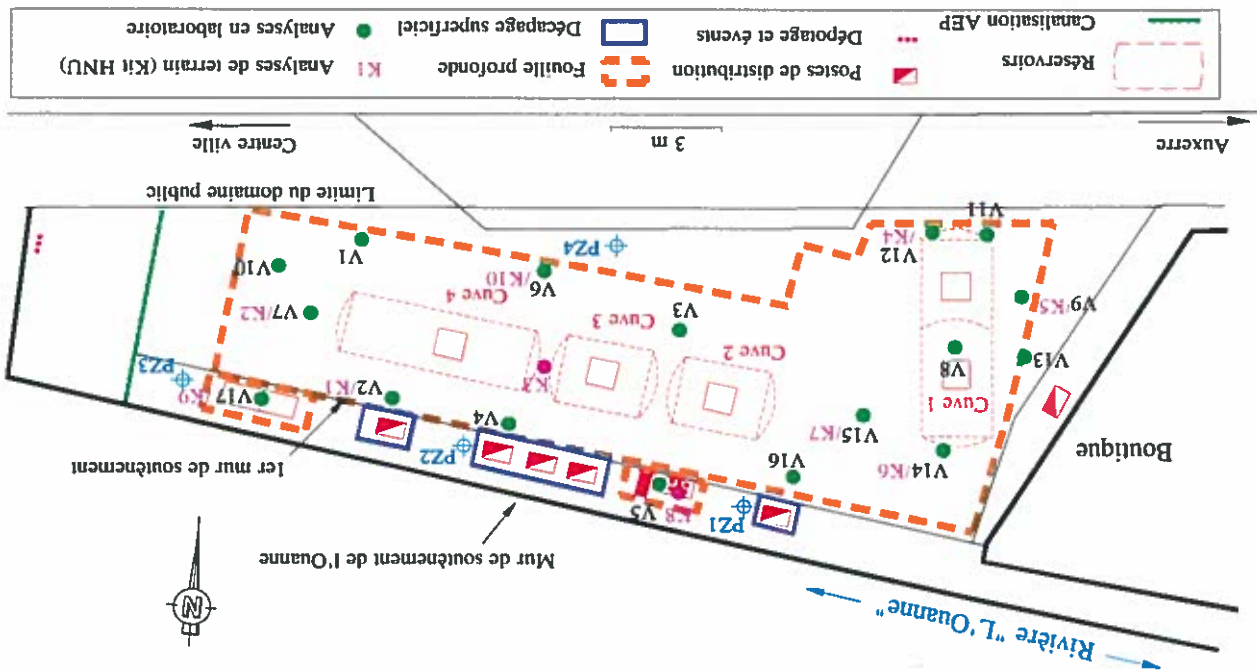 Rivière "L'Ouanne"
N
Mur de soutènement de l'Ouanne
PZ1
K8
V5
1er mur de soutènement
Boutique
V14/K6
V16
PZ2
V4
V15/K7
Cuve 1
V2
/K1
V17
/K9
PZ3
V13
V8
Cuve 2
K3
Cuve 3
V3
V9
/K5
Cuve 4
V7/K2
V6
/K10
V10
V12
/K4
PZ4
V1
V11
Limite du domaine public
Auxerre
3 m
Centre ville
Réservoirs
Postes de distribution
Fouille profonde
K1 Analyses de terrain (Kit HNU)
Canalisation AEP
Dépotage et évents
Décapage superficiel
Analyses en laboratoire